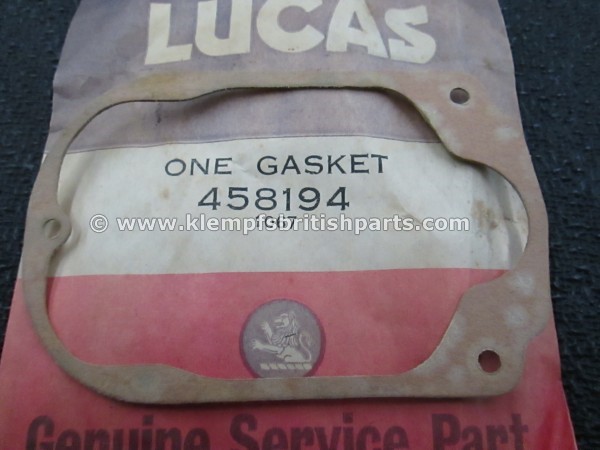 LUCAS
ONE GASKET
458194
© www.klempfsbritishparts.com ©
Genuine Service Part